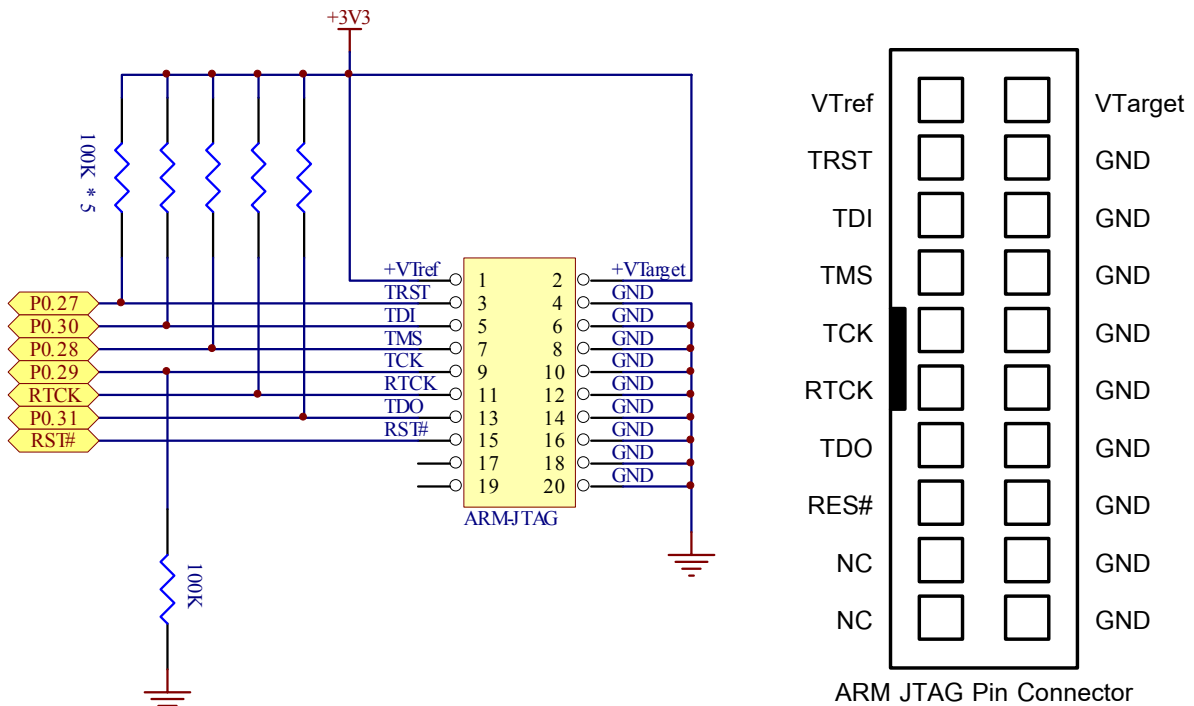 +3V3
100K * 5
+VTref 1 2 +VTarget
P0.27 TRST 3 4 GND
P0.30 TDI 5 6 GND
P0.28 TMS 7 8 GND
P0.29 TCK 9 10 GND
RTCK RTCK 11 12 GND
P0.31 TDO 13 14 GND
RST# RST# 15 16 GND
17 18 GND
19 20 GND
ARM-JTAG
100K
VTref VTarget
TRST GND
TDI GND
TMS GND
TCK GND
RTCK GND
TDO GND
RES# GND
NC GND
NC GND
ARM JTAG Pin Connector